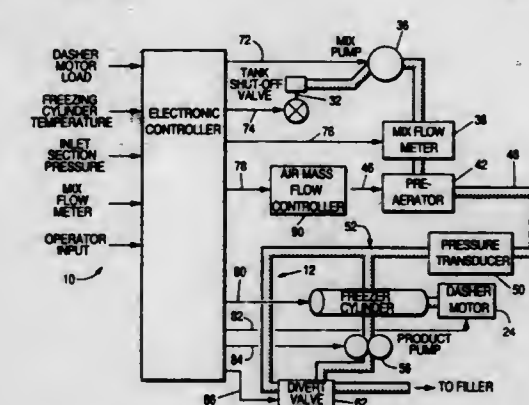 DASHER
MOTOR
LOAD
FREEZING
CYLINDER
TEMPERATURE
INLET
SECTION
PRESSURE
MIX
FLOW
METER
OPERATOR
INPUT
10
ELECTRONIC
CONTROLLER
72
MIX
PUMP
36
TANK
SHUT-OFF
VALVE
32
74
76
MIX FLOW
METER
38
78
AIR MASS
FLOW
CONTROLLER
90
46
PRE-
AERATOR
42
48
52
12
PRESSURE
TRANSDUCER
50
80
FREEZER
CYLINDER
DASHER
MOTOR
24
82
84
PRODUCT
PUMP
56
86
DIVERT
VALVE
62
TO FILLER